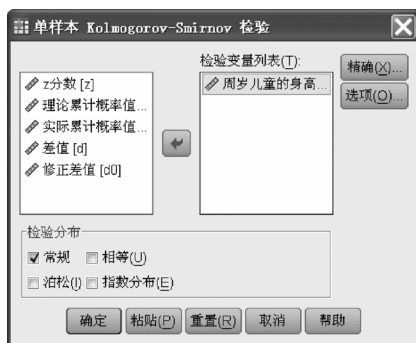 单样本 Kolmogorov-Smirnov 检验
检验变量列表(T):
z分数 [z]
理论累计概率值...
实际累计概率值...
差值 [d]
修正差值 [d0]
周岁儿童的身高...
精确(X)...
选项(O)...
检验分布
常规 相等(U)
泊松(I) 指数分布(E)
确定 粘贴(P) 重置(R) 取消 帮助